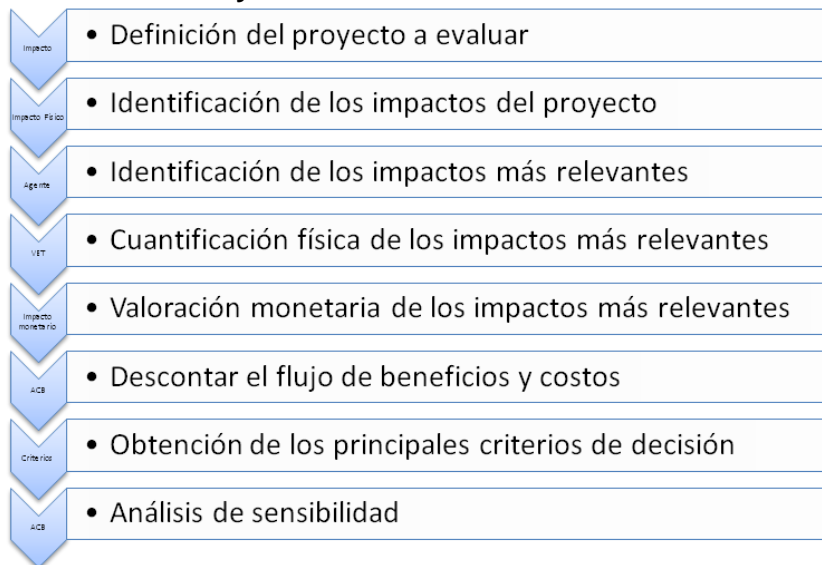 Impacto
• Definición del proyecto a evaluar
Impacto Físico
• Identificación de los impactos del proyecto
Agente
• Identificación de los impactos más relevantes
VET
• Cuantificación física de los impactos más relevantes
Impacto
monetario
• Valoración monetaria de los impactos más relevantes
ACB
• Descontar el flujo de beneficios y costos
Criterios
• Obtención de los principales criterios de decisión
ACB
• Análisis de sensibilidad